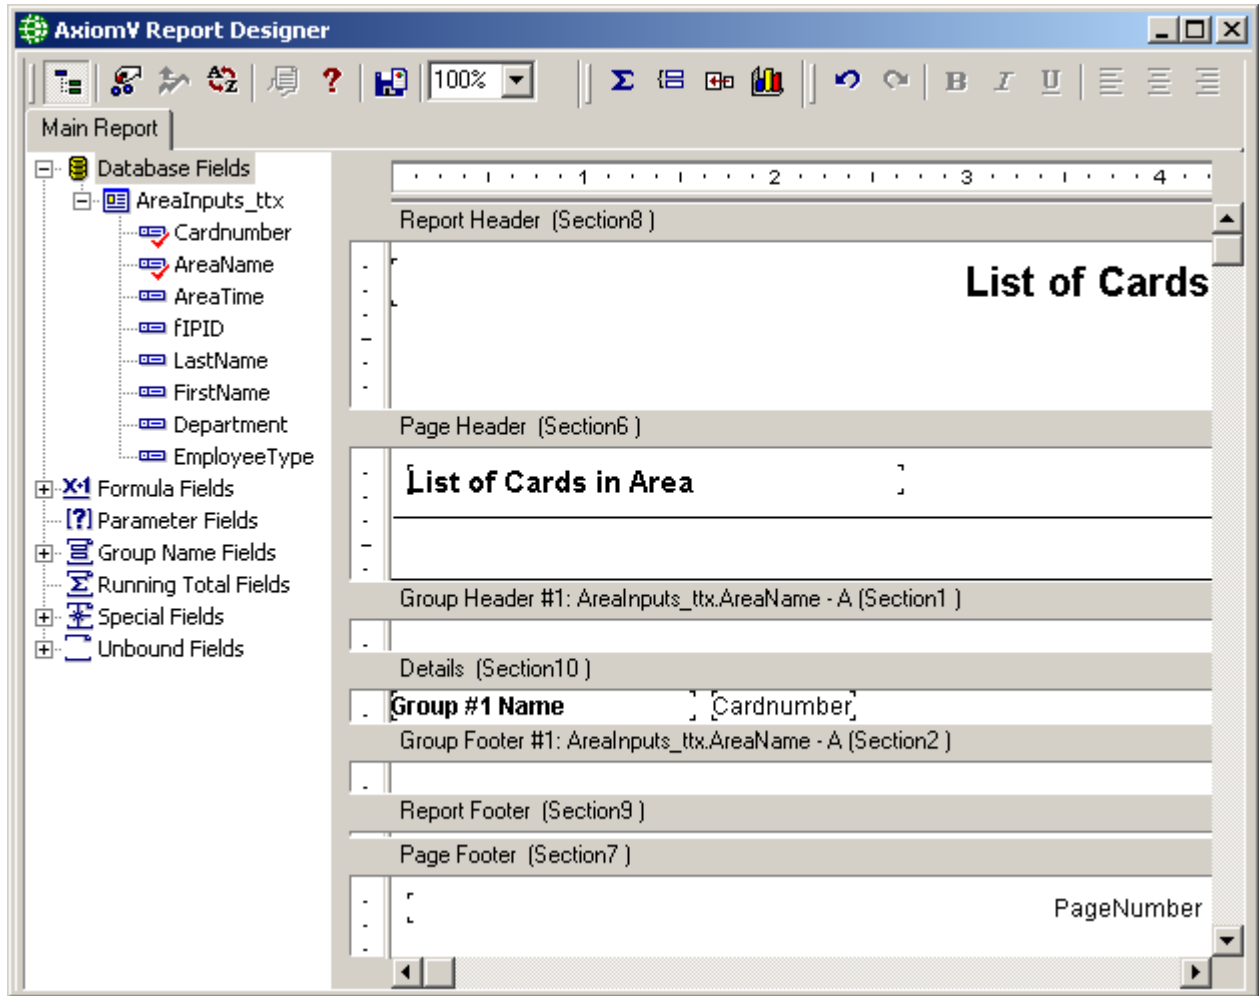 AxiomV Report Designer
100%
Main Report
Database Fields
AreaInputs_ttx
Cardnumber
AreaName
AreaTime
fIPID
LastName
FirstName
Department
EmployeeType
Formula Fields
Parameter Fields
Group Name Fields
Running Total Fields
Special Fields
Unbound Fields
1 2 3 4
Report Header (Section8 )
List of Cards
Page Header (Section6 )
List of Cards in Area
Group Header #1: AreaInputs_ttx.AreaName - A (Section1 )
Details (Section10 )
Group #1 Name Cardnumber
Group Footer #1: AreaInputs_ttx.AreaName - A (Section2 )
Report Footer (Section9 )
Page Footer (Section7 )
PageNumber